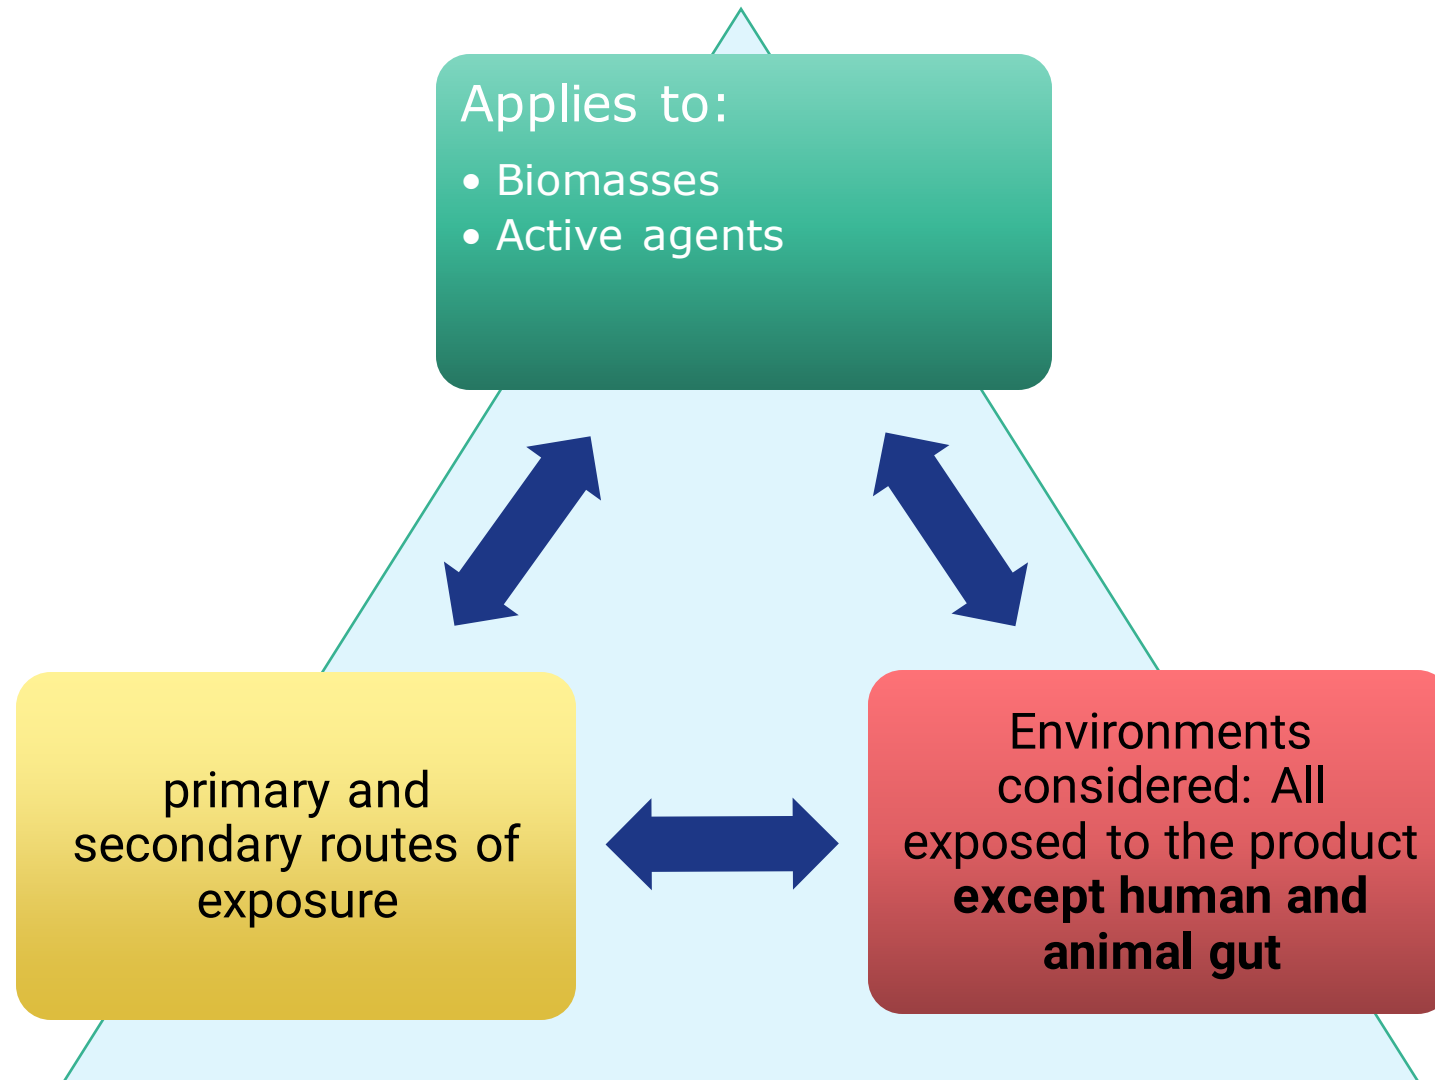 Applies to:
• Biomasses
• Active agents
primary and
secondary routes of
exposure
Environments
considered: All
exposed to the product
except human and
animal gut